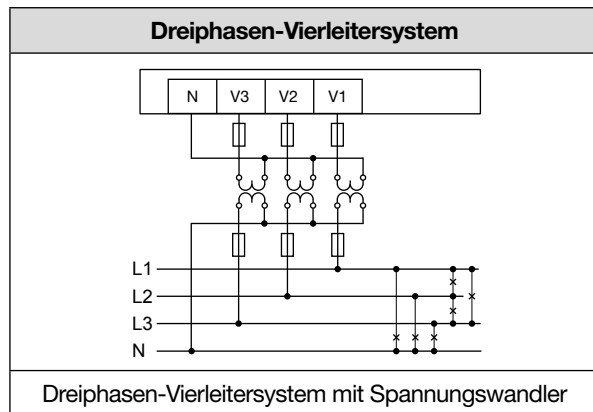 Dreiphasen-Vierleitersystem
N V3 V2 V1
L1
L2
L3
N
Dreiphasen-Vierleitersystem mit Spannungswandler